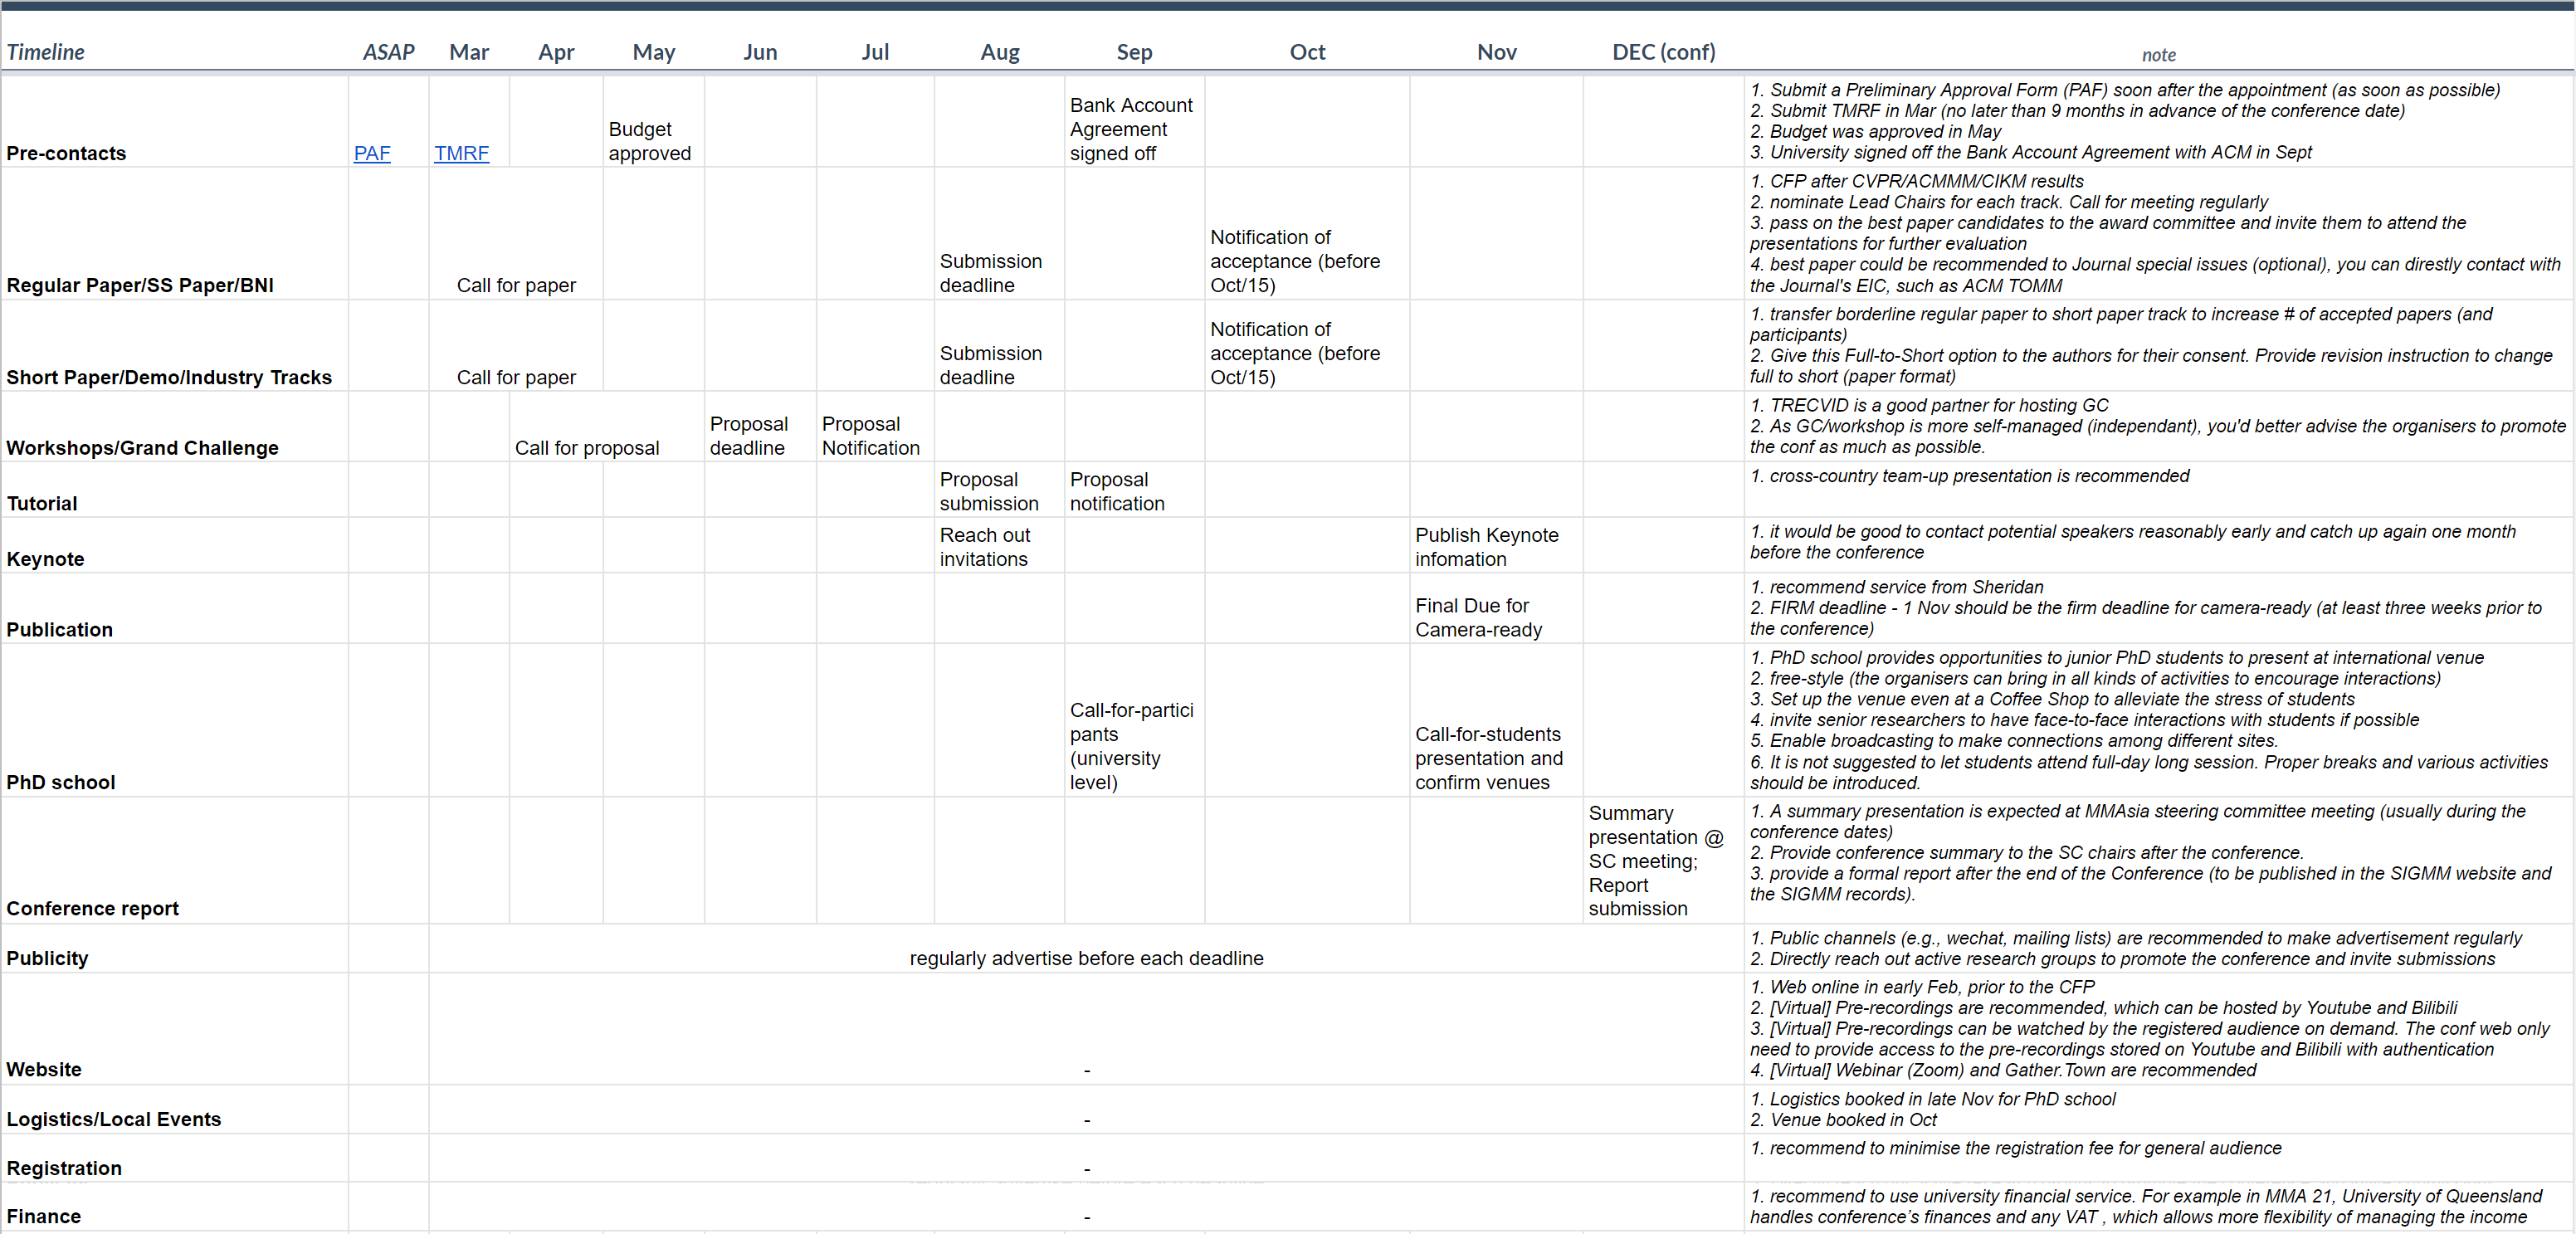 Timeline ASAP Mar Apr May Jun Jul Aug Sep Oct Nov DEC (conf) note
Pre-contacts
PAF
TMRF
Budget
approved
Bank Account
Agreement
signed off
1. Submit a Preliminary Approval Form (PAF) soon after the appointment (as soon as possible)
2. Submit TMRF in Mar (no later than 9 months in advance of the conference date)
2. Budget was approved in May
3. University signed off the Bank Account Agreement with ACM in Sept
Regular Paper/SS Paper/BNI
Call for paper
Submission
deadline
Notification of
acceptance (before
Oct/15)
1. CFP after CVPR/ACMMM/CIKM results
2. nominate Lead Chairs for each track. Call for meeting regularly
3. pass on the best paper candidates to the award committee and invite them to attend the
presentations for further evaluation
4. best paper could be recommended to Journal special issues (optional), you can directly contact with
the Journal's EIC, such as ACM TOMM
Short Paper/Demo/Industry Tracks
Call for paper
Submission
deadline
Notification of
acceptance (before
Oct/15)
1. transfer borderline regular paper to short paper track to increase # of accepted papers (and
participants)
2. Give this Full-to-Short option to the authors for their consent. Provide revision instruction to change
full to short (paper format)
Workshops/Grand Challenge
Call for proposal
Proposal
deadline
Proposal
Notification
1. TRECVID is a good partner for hosting GC
2. As GC/workshop is more self-managed (independant), you'd better advise the organisers to promote
the conf as much as possible.
Tutorial
Proposal
submission
Proposal
notification
1. cross-country team-up presentation is recommended
Keynote
Reach out
invitations
Publish Keynote
infomation
1. it would be good to contact potential speakers reasonably early and catch up again one month
before the conference
Publication
Final Due for
Camera-ready
1. recommend service from Sheridan
2. FIRM deadline - 1 Nov should be the firm deadline for camera-ready (at least three weeks prior to
the conference)
PhD school
Call-for-partici
pants
(university
level)
Call-for-students
presentation and
confirm venues
1. PhD school provides opportunities to junior PhD students to present at international venue
2. free-style (the organisers can bring in all kinds of activities to encourage interactions)
3. Set up the venue even at a Coffee Shop to alleviate the stress of students
4. invite senior researchers to have face-to-face interactions with students if possible
5. Enable broadcasting to make connections among different sites.
6. It is not suggested to let students attend full-day long session. Proper breaks and various activities
should be introduced.
Conference report
Summary
presentation @
SC meeting;
Report
submission
1. A summary presentation is expected at MMAsia steering committee meeting (usually during the
conference dates)
2. Provide conference summary to the SC chairs after the conference.
3. provide a formal report after the end of the Conference (to be published in the SIGMM website and
the SIGMM records).
Publicity
regularly advertise before each deadline
1. Public channels (e.g., wechat, mailing lists) are recommended to make advertisement regularly
2. Directly reach out active research groups to promote the conference and invite submissions
Website
-
1. Web online in early Feb, prior to the CFP
2. [Virtual] Pre-recordings are recommended, which can be hosted by Youtube and Bilibili
3. [Virtual] Pre-recordings can be watched by the registered audience on demand. The conf web only
need to provide access to the pre-recordings stored on Youtube and Bilibili with authentication
4. [Virtual] Webinar (Zoom) and Gather.Town are recommended
Logistics/Local Events
-
1. Logistics booked in late Nov for PhD school
2. Venue booked in Oct
Registration
-
1. recommend to minimise the registration fee for general audience
Finance
-
1. recommend to use university financial service. For example in MMA 21, University of Queensland
handles conference's finances and any VAT , which allows more flexibility of managing the income